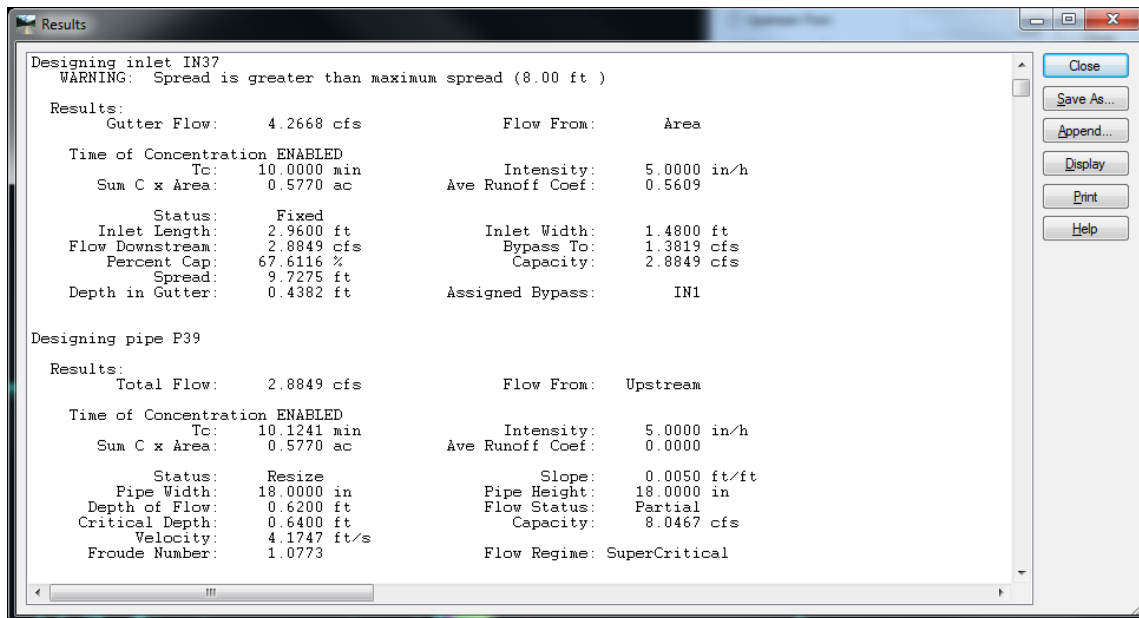 Results
Designing inlet IN37
WARNING: Spread is greater than maximum spread (8.00 ft )
Results:
Gutter Flow: 4.2668 cfs Flow From: Area
Time of Concentration ENABLED
Tc: 10.0000 min Intensity: 5.0000 in/h
Sum C x Area: 0.5770 ac Ave Runoff Coef: 0.5609
Status: Fixed
Inlet Length: 2.9600 ft Inlet Width: 1.4800 ft
Flow Downstream: 2.8849 cfs Bypass To: 1.3819 cfs
Percent Cap: 67.6116 % Capacity: 2.8849 cfs
Spread: 9.7275 ft
Depth in Gutter: 0.4382 ft Assigned Bypass: IN1
Designing pipe P39
Results:
Total Flow: 2.8849 cfs Flow From: Upstream
Time of Concentration ENABLED
Tc: 10.1241 min Intensity: 5.0000 in/h
Sum C x Area: 0.5770 ac Ave Runoff Coef: 0.0000
Status: Resize Slope: 0.0050 ft/ft
Pipe Width: 18.0000 in Pipe Height: 18.0000 in
Depth of Flow: 0.6200 ft Flow Status: Partial
Critical Depth: 0.6400 ft Capacity: 8.0467 cfs
Velocity: 4.1747 ft/s
Froude Number: 1.0773 Flow Regime: SuperCritical
Close
Save As...
Append...
Display
Print
Help